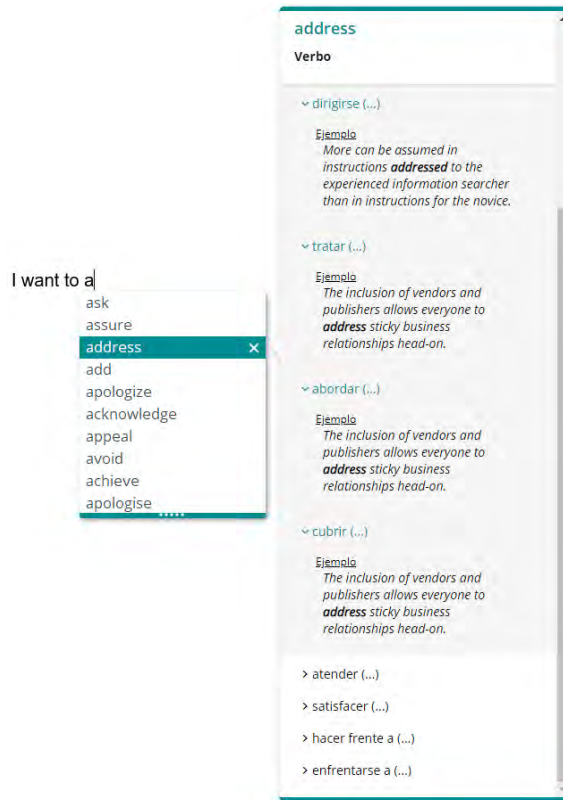 I want to a
ask
assure
address
add
apologize
acknowledge
appeal
avoid
achieve
apologise
address
Verbo
dirigirse (...)
Ejemplo
More can be assumed in
instructions addressed to the
experienced information searcher
than in instructions for the novice.
tratar (...)
Ejemplo
The inclusion of vendors and
publishers allows everyone to
address sticky business
relationships head-on.
abordar (...)
Ejemplo
The inclusion of vendors and
publishers allows everyone to
address sticky business
relationships head-on.
cubrir (...)
Ejemplo
The inclusion of vendors and
publishers allows everyone to
address sticky business
relationships head-on.
atender (...)
satisfacer (...)
hacer frente a (...)
enfrentarse a (...)